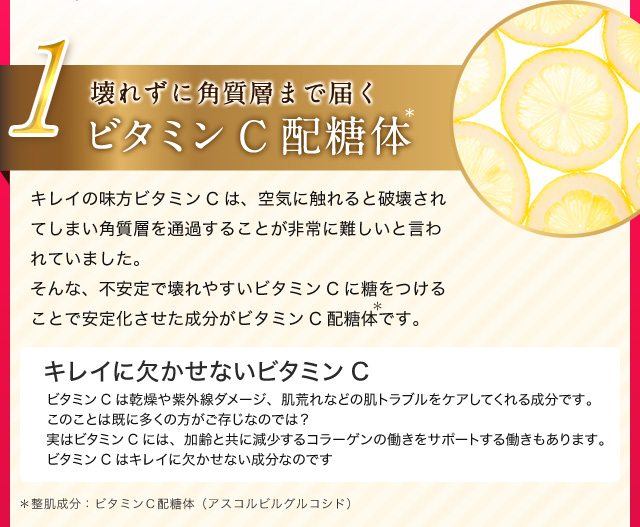 1
壊れずに角質層まで届く
ビタミンC配糖体*
キレイの味方ビタミンCは、空気に触れると破壊され
てしまい角質層を通過することが非常に難しいと言わ
れていました。
そんな、不安定で壊れやすいビタミンCに糖をつける
ことで安定化させた成分がビタミンC配糖体*です。
キレイに欠かせないビタミンC
ビタミンCは乾燥や紫外線ダメージ、肌荒れなどの肌トラブルをケアしてくれる成分です。
このことは既に多くの方がご存じなのでは？
実はビタミンCには、加齢と共に減少するコラーゲンの働きをサポートする働きもあります。
ビタミンCはキレイに欠かせない成分なのです
＊整肌成分：ビタミンC配糖体（アスコルビルグルコシド）